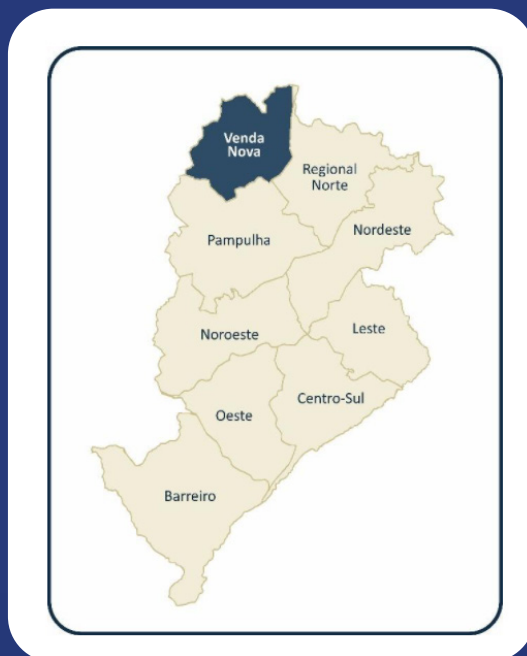 Venda
Nova
Regional
Norte
Nordeste
Pampulha
Leste
Noroeste
Centro-Sul
Oeste
Barreiro